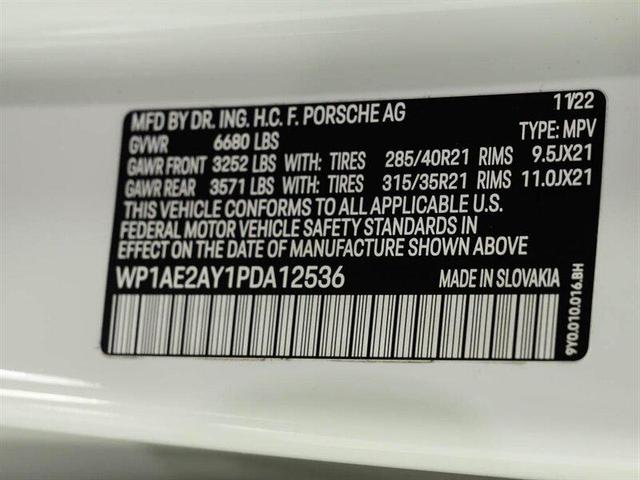 MFD BY DR. ING. H.C. F. PORSCHE AG 11/22
GVWR 6680 LBS TYPE: MPV
GAWR FRONT 3252 LBS WITH: TIRES 285/40R21 RIMS 9.5JX21
GAWR REAR 3571 LBS WITH: TIRES 315/35R21 RIMS 11.0JX21
THIS VEHICLE CONFORMS TO ALL APPLICABLE U.S.
FEDERAL MOTOR VEHICLE SAFETY STANDARDS IN
EFFECT ON THE DATE OF MANUFACTURE SHOWN ABOVE
WP1AE2AY1PDA12536 MADE IN SLOVAKIA
9Y0.010.016.BH